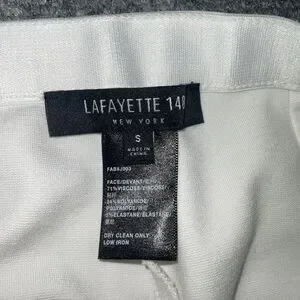 LAFAYETTE 148
NEW YORK
S
MADE IN
CHINA
FACE/DEVANT/
71%VISCOSE/VISCOSE/
24%POLYAMIDE/
POLYAMIDE/
5%ELASTANE/ELASTANE/
DRY CLEAN ONLY
LOW IRON